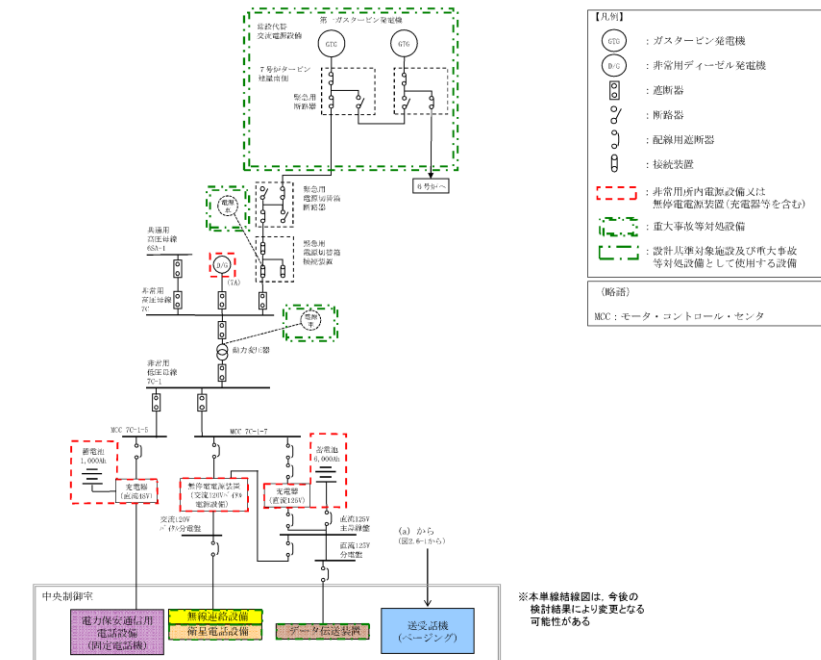 常設代替
交流電源設備
第一ガスタービン発電機
GTG
GTG
7号炉タービン
建屋南側
緊急用
断路器
6号炉へ
緊急用
電源切替箱
断路器
電源
車
緊急用
電源切替箱
接続装置
共通用
高圧母線
6SA-1
D/G
(7A)
非常用
高圧母線
7C
電源
車
動力変圧器
非常用
低圧母線
7C-1
MCC 7C-1-5
MCC 7C-1-7
蓄電池
1,000Ah
充電器
(直流48V)
無停電電源装置
(交流120Vバイタル
電源設備)
蓄電池
6,000Ah
充電器
(直流125V)
交流120V
バイタル分電盤
直流125V
主母線盤
直流125V
分電盤
(a) から
中央制御室
電力保安通信用
電話設備
(固定電話機)
無線連絡設備
衛星電話設備
データ伝送装置
送受話機
(ページング)
※本単線結線図は、今後の
検討結果により変更となる
可能性がある
【凡例】
GTG ：ガスタービン発電機
D/G ：非常用ディーゼル発電機
：遮断器
：断路器
：配線用遮断器
：接続装置
：非常用所内電源設備又は
無停電電源装置(充電器等を含む)
：重大事故等対処設備
：設計基準対象施設及び重大事故
等対処設備として使用する設備
(略語)
MCC：モータ・コントロール・センタ